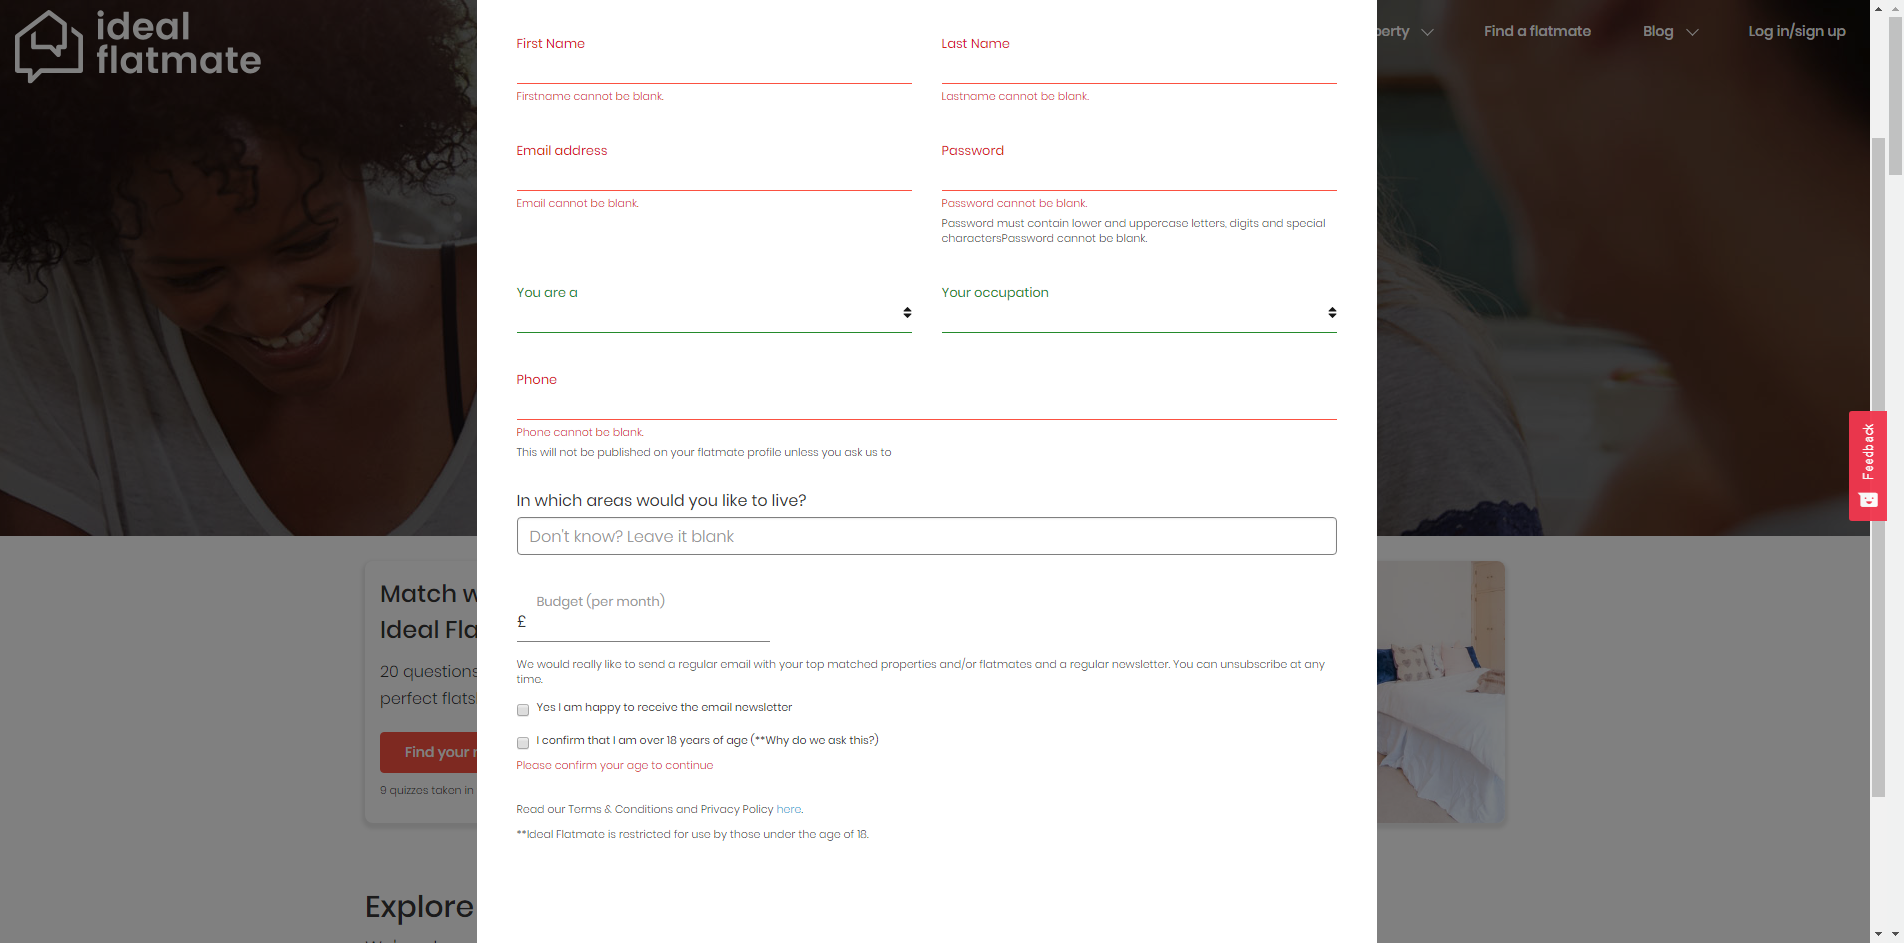 ideal
flatmate
perty
Find a flatmate
Blog
Log in/sign up
First Name
Last Name
Firstname cannot be blank.
Lastname cannot be blank.
Email address
Password
Email cannot be blank.
Password cannot be blank.
Password must contain lower and uppercase letters, digits and special
charactersPassword cannot be blank.
You are a
Your occupation
Phone
Phone cannot be blank.
This will not be published on your flatmate profile unless you ask us to
Feedback
In which areas would you like to live?
Don't know? Leave it blank
Match w
Ideal Fla
20 questions
perfect flats
Find your r
9 quizzes taken in
Budget (per month)
£
We would really like to send a regular email with your top matched properties and/or flatmates and a regular newsletter. You can unsubscribe at any
time.
Yes I am happy to receive the email newsletter
I confirm that I am over 18 years of age (**Why do we ask this?)
Please confirm your age to continue
Read our Terms & Conditions and Privacy Policy here.
**Ideal Flatmate is restricted for use by those under the age of 18.
Explore